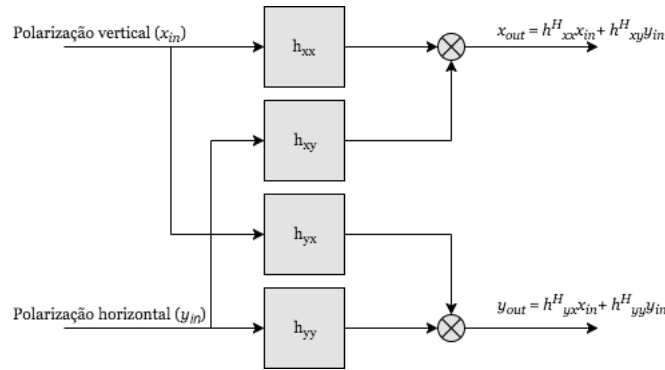 Polarização vertical (x_in)
h_xx
x_out = h^H_xx x_in + h^H_xy y_in
h_xy
h_yx
Polarização horizontal (y_in)
h_yy
y_out = h^H_yx x_in + h^H_yy y_in